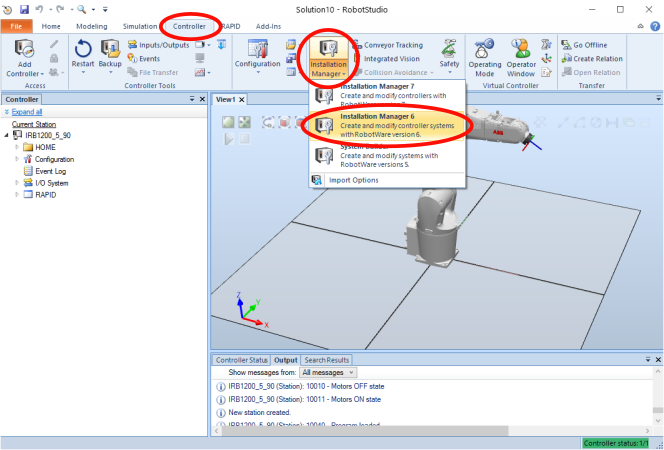 Solution10 - RobotStudio
File Home Modeling Simulation Controller RAPID Add-Ins
Add
Controller
Access
Restart
Backup
Inputs/Outputs
Events
File Transfer
Controller Tools
Configuration
Installation
Manager
Conveyor Tracking
Integrated Vision
Collision Avoidance
Safety
Operating
Mode
Operator
Window
Virtual Controller
Go Offline
Create Relation
Open Relation
Transfer
Installation Manager 7
Create and modify controllers with
Installation Manager 6
Create and modify controller systems
with RobotWare version 6.
System Builder
Create and modify systems with
RobotWare versions 5.
Import Options
Controller
Expand all
Current Station
IRB1200_5_90
HOME
Configuration
Event Log
I/O System
RAPID
View1
ABB
Z
Y
X
Controller Status Output Search Results
Show messages from: All messages
IRB1200_5_90 (Station): 10010 - Motors OFF state
IRB1200_5_90 (Station): 10011 - Motors ON state
New station created.
IRB1200_5_90 (Station): 10040 - Program loaded
Controller status: 1/1